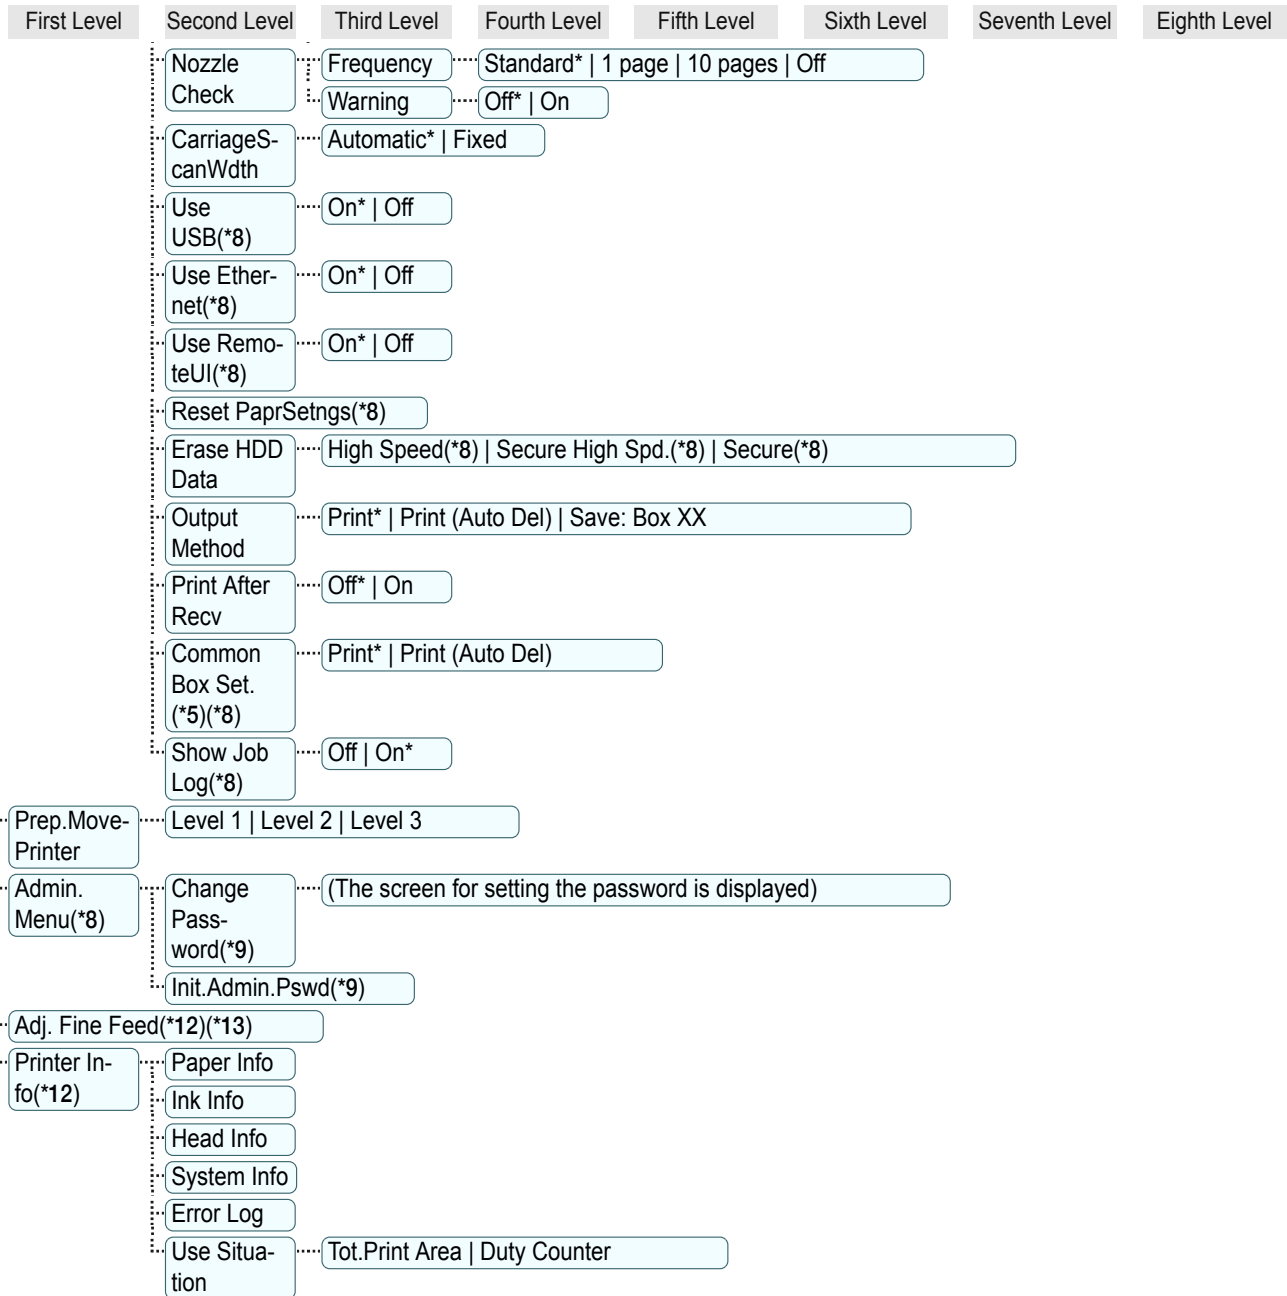 First Level Second Level Third Level Fourth Level Fifth Level Sixth Level Seventh Level Eighth Level
Nozzle
Check
Frequency
Standard* | 1 page | 10 pages | Off
Warning
Off* | On
CarriageS-
canWdth
Automatic* | Fixed
Use
USB(*8)
On* | Off
Use Ether-
net(*8)
On* | Off
Use Remo-
teUI(*8)
On* | Off
Reset PaprSetngs(*8)
Erase HDD
Data
High Speed(*8) | Secure High Spd.(*8) | Secure(*8)
Output
Method
Print* | Print (Auto Del) | Save: Box XX
Print After
Recv
Off* | On
Common
Box Set.
(*5)(*8)
Print* | Print (Auto Del)
Show Job
Log(*8)
Off | On*
Prep.Move-
Printer
Level 1 | Level 2 | Level 3
Admin.
Menu(*8)
Change
Pass-
word(*9)
(The screen for setting the password is displayed)
Init.Admin.Pswd(*9)
Adj. Fine Feed(*12)(*13)
Printer In-
fo(*12)
Paper Info
Ink Info
Head Info
System Info
Error Log
Use Situa-
tion
Tot.Print Area | Duty Counter